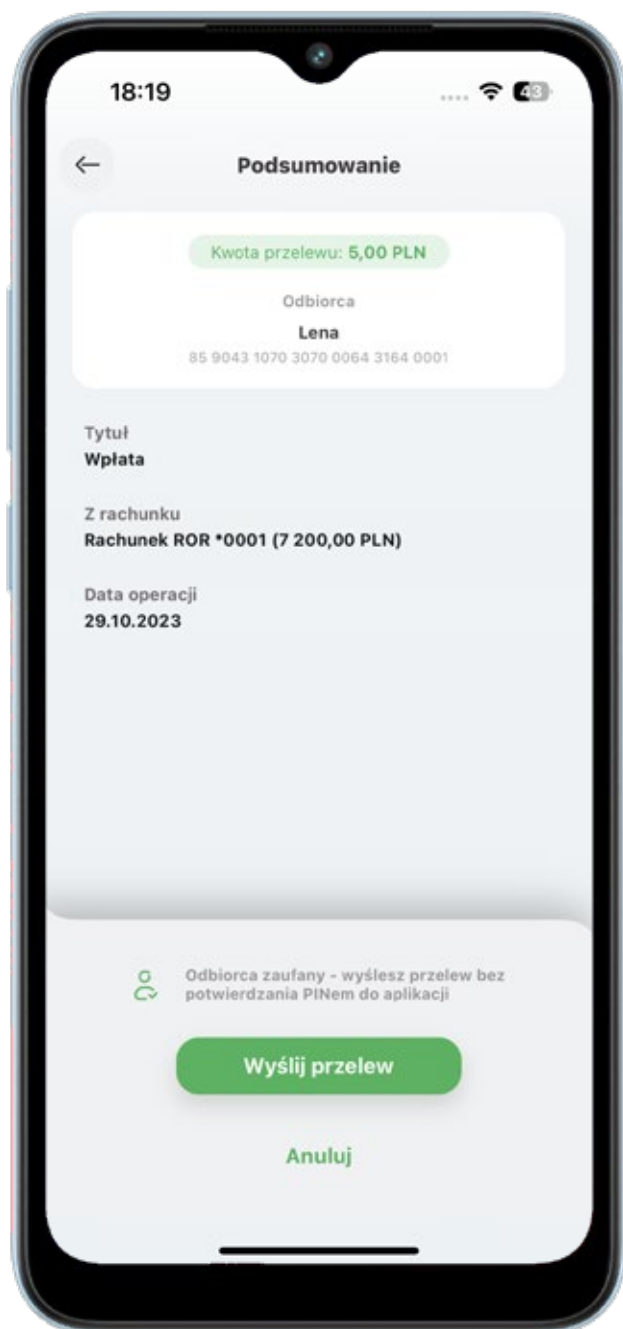 18:19
43
Podsumowanie
Kwota przelewu: 5,00 PLN
Odbiorca
Lena
85 9043 1070 3070 0064 3164 0001
Tytuł
Wpłata
Z rachunku
Rachunek ROR *0001 (7 200,00 PLN)
Data operacji
29.10.2023
Odbiorca zaufany - wyślesz przelew bez
potwierdzania PINem do aplikacji
Wyślij przelew
Anuluj